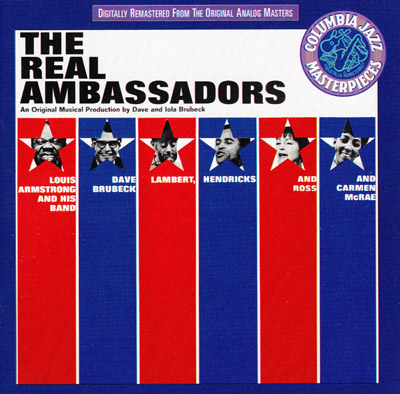 DIGITALLY REMASTERED FROM THE ORIGINAL ANALOG MASTERS
COLUMBIA JAZZ
MASTERPIECES
THE
REAL
AMBASSADORS
An Original Musical Production by Dave and Iola Brubeck
LOUIS
ARMSTRONG
AND HIS
BAND
DAVE
BRUBECK
LAMBERT,
HENDRICKS
AND
ROSS
AND
CARMEN
McRAE